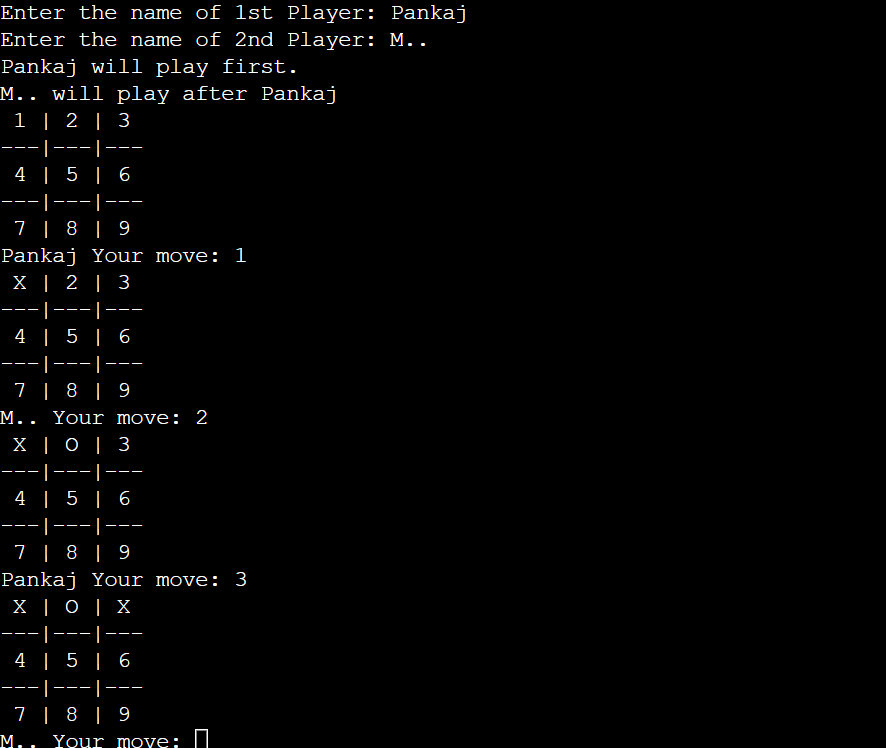 Enter the name of 1st Player: Pankaj
Enter the name of 2nd Player: M..
Pankaj will play first.
M.. will play after Pankaj
 1 | 2 | 3
---|---|---
 4 | 5 | 6
---|---|---
 7 | 8 | 9
Pankaj Your move: 1
 X | 2 | 3
---|---|---
 4 | 5 | 6
---|---|---
 7 | 8 | 9
M.. Your move: 2
 X | O | 3
---|---|---
 4 | 5 | 6
---|---|---
 7 | 8 | 9
Pankaj Your move: 3
 X | O | X
---|---|---
 4 | 5 | 6
---|---|---
 7 | 8 | 9
M.. Your move: